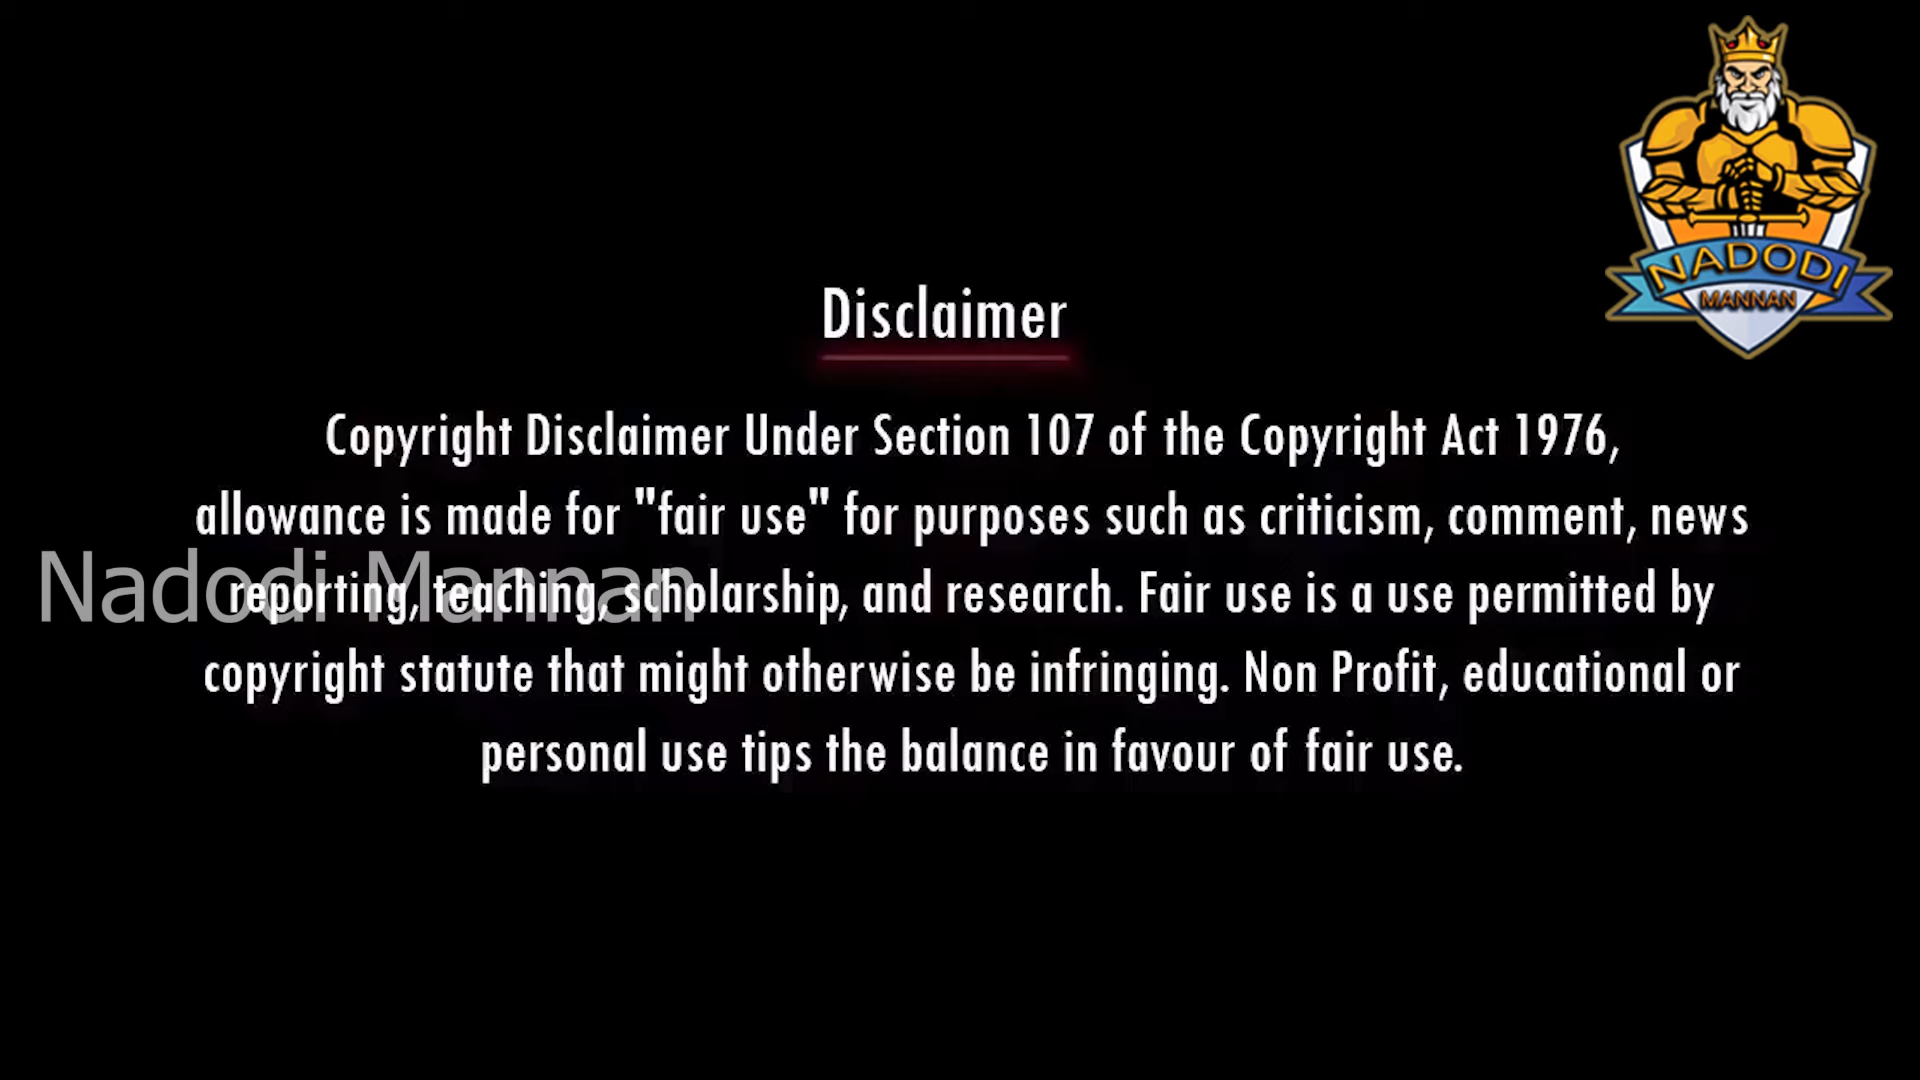 NADODI
MANNAN
Disclaimer
Copyright Disclaimer Under Section 107 of the Copyright Act 1976,
allowance is made for "fair use" for purposes such as criticism, comment, news
reporting, teaching, scholarship, and research. Fair use is a use permitted by
Nadodi Mannan
copyright statute that might otherwise be infringing. Non Profit, educational or
personal use tips the balance in favour of fair use.